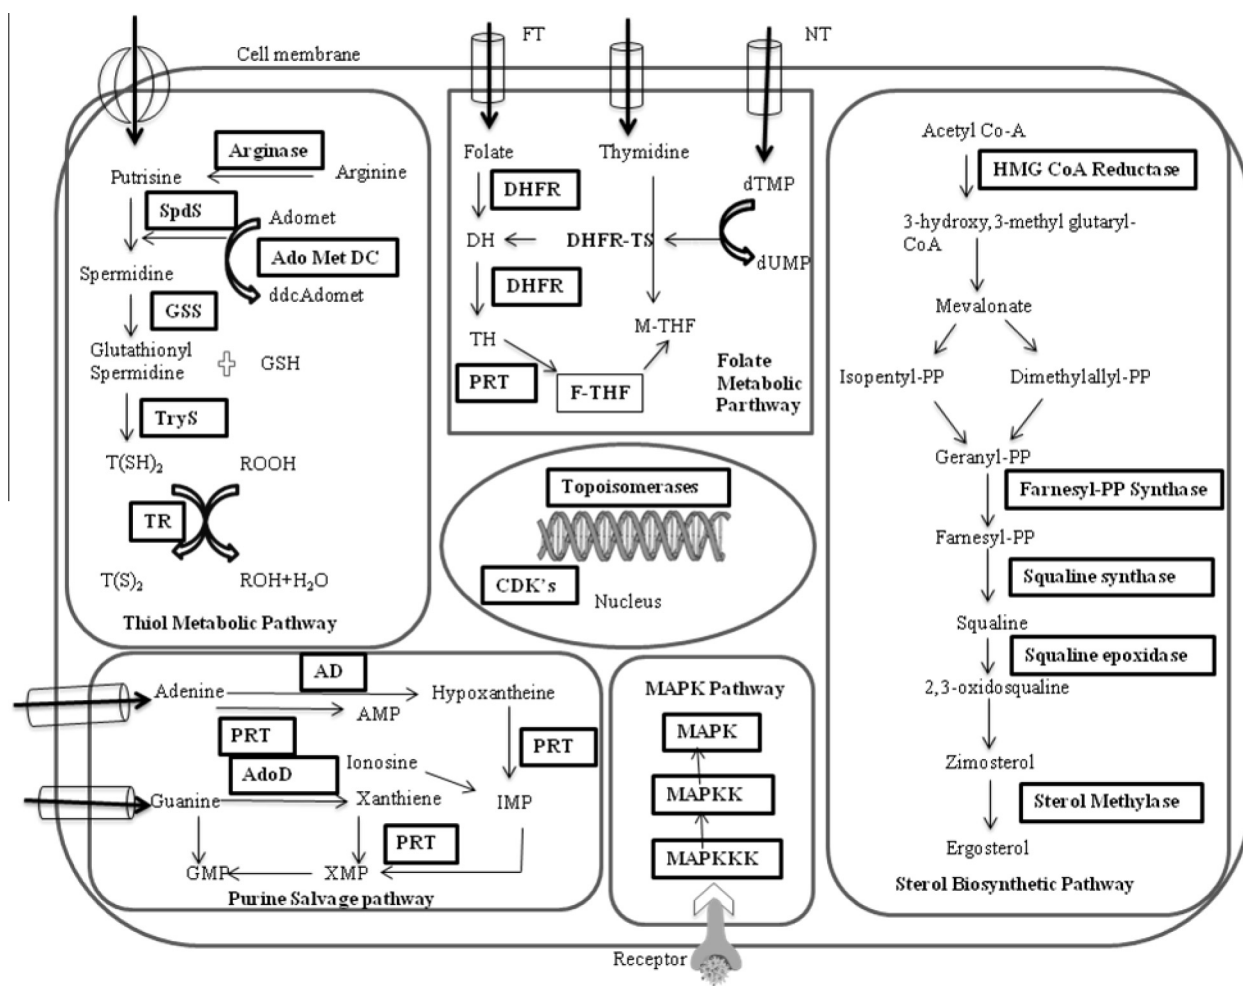 Cell membrane
FT
NT
Arginase
Putrisine
Arginine
SpdS
Adomet
Ado Met DC
Spermidine
ddcAdomet
GSS
Glutathionyl
Spermidine
GSH
TryS
T(SH)2
ROOH
TR
T(S)2
ROH+H2O
Thiol Metabolic Pathway
Folate
Thymidine
dTMP
DHFR
DH
DHFR-TS
dUMP
DHFR
TH
M-THF
PRT
F-THF
Folate
Metabolic
Parthway
Topoisomerases
CDK's
Nucleus
Acetyl Co-A
HMG CoA Reductase
3-hydroxy,3-methyl glutaryl-
CoA
Mevalonate
Isopentyl-PP
Dimethylallyl-PP
Geranyl-PP
Farnesyl-PP Synthase
Farnesyl-PP
Squaline synthase
Squaline
Squaline epoxidase
2,3-oxidosqualine
Zimosterol
Sterol Methylase
Ergosterol
Sterol Biosynthetic Pathway
AD
Adenine
Hypoxantheine
AMP
PRT
PRT
AdoD
Ionosine
Guanine
Xanthiene
IMP
PRT
GMP
XMP
Purine Salvage pathway
MAPK Pathway
MAPK
MAPKK
MAPKKK
Receptor